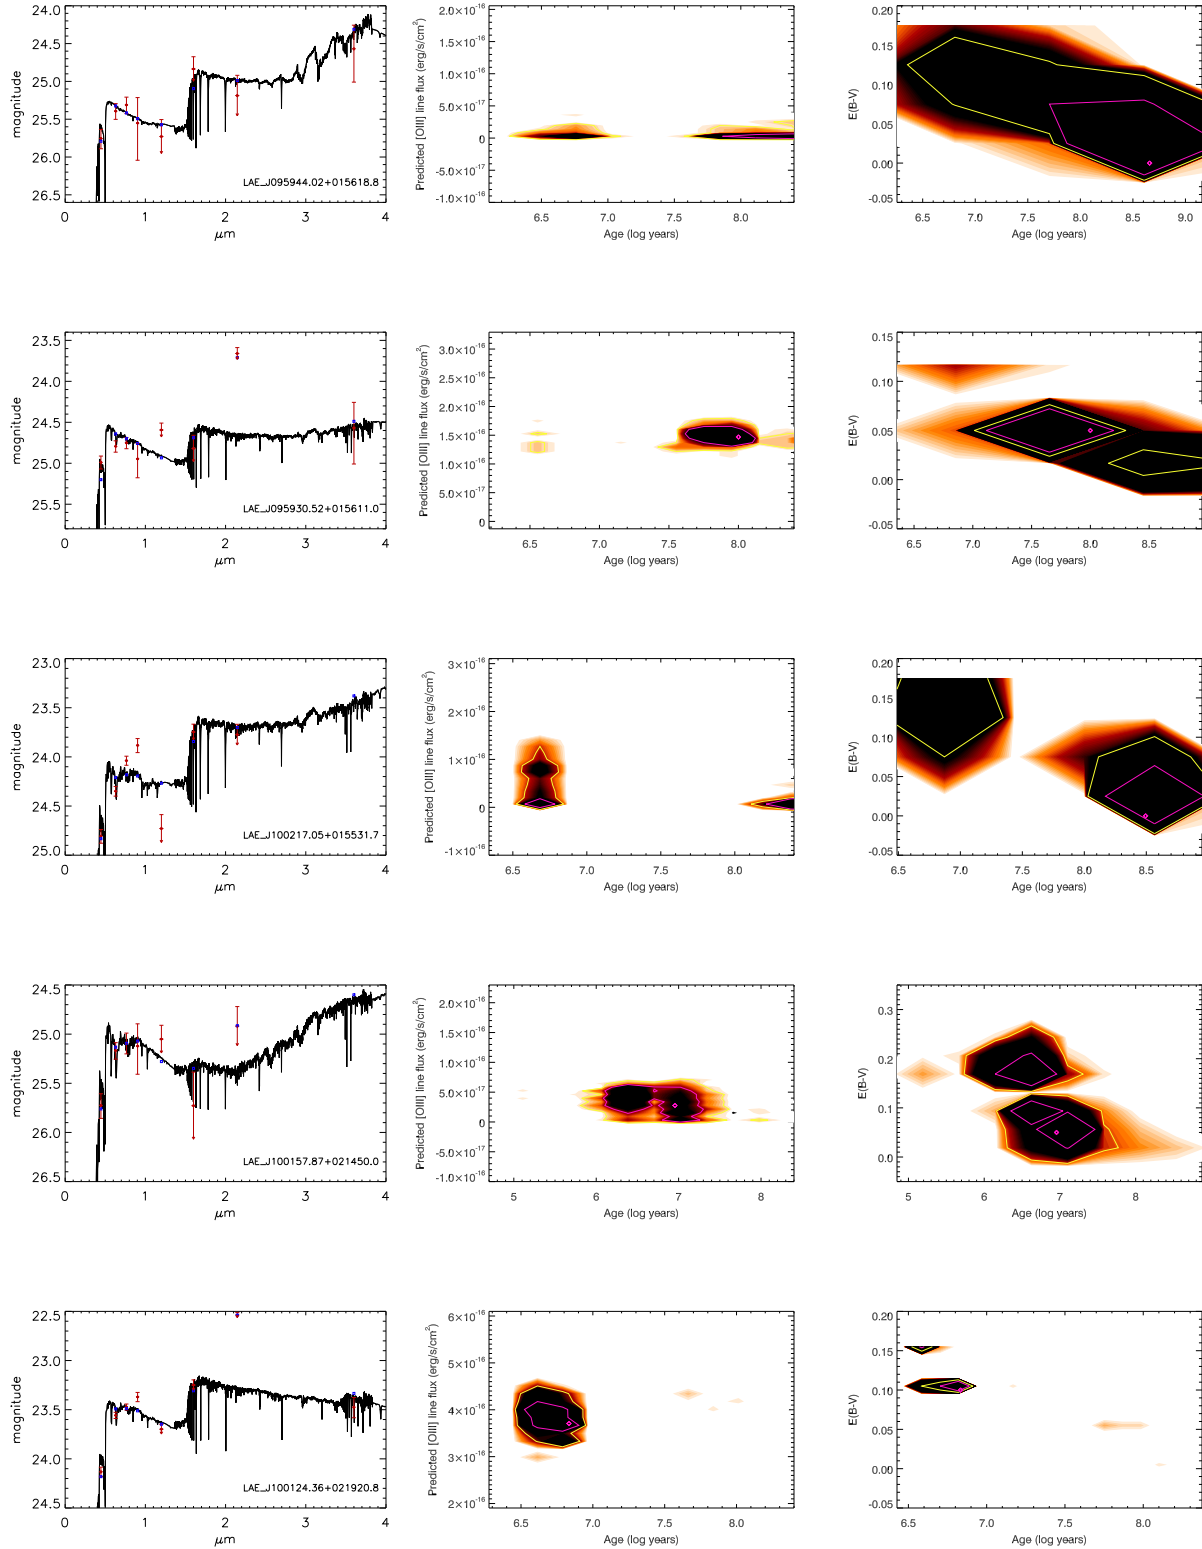 24.0
24.5
25.0
25.5
26.0
26.5
magnitude
LAE_J095944.02+015618.8
0 1 2 3 4
μm
2.0×10⁻¹⁶
1.5×10⁻¹⁶
1.0×10⁻¹⁶
5.0×10⁻¹⁷
0
-5.0×10⁻¹⁷
-1.0×10⁻¹⁶
Predicted [OIII] line flux (erg/s/cm²)
6.5 7.0 7.5 8.0
Age (log years)
0.20
0.15
0.10
0.05
0.00
-0.05
E(B-V)
6.5 7.0 7.5 8.0 8.5 9.0
Age (log years)
23.5
24.0
24.5
25.0
25.5
magnitude
LAE_J095930.52+015611.0
0 1 2 3 4
μm
3.0×10⁻¹⁶
2.5×10⁻¹⁶
2.0×10⁻¹⁶
1.5×10⁻¹⁶
1.0×10⁻¹⁶
5.0×10⁻¹⁷
0
Predicted [OIII] line flux (erg/s/cm²)
6.5 7.0 7.5 8.0
Age (log years)
0.15
0.10
0.05
0.00
-0.05
E(B-V)
6.5 7.0 7.5 8.0 8.5
Age (log years)
23.0
23.5
24.0
24.5
25.0
magnitude
LAE_J100217.05+015531.7
0 1 2 3 4
μm
3×10⁻¹⁶
2×10⁻¹⁶
1×10⁻¹⁶
0
-1×10⁻¹⁶
Predicted [OIII] line flux (erg/s/cm²)
6.5 7.0 7.5 8.0
Age (log years)
0.20
0.15
0.10
0.05
0.00
-0.05
E(B-V)
6.5 7.0 7.5 8.0 8.5
Age (log years)
24.5
25.0
25.5
26.0
26.5
magnitude
LAE_J100157.87+021450.0
0 1 2 3 4
μm
2.0×10⁻¹⁶
1.5×10⁻¹⁶
1.0×10⁻¹⁶
5.0×10⁻¹⁷
0
-5.0×10⁻¹⁷
-1.0×10⁻¹⁶
Predicted [OIII] line flux (erg/s/cm²)
5 6 7 8
Age (log years)
0.3
0.2
0.1
0.0
E(B-V)
5 6 7 8
Age (log years)
22.5
23.0
23.5
24.0
24.5
magnitude
LAE_J100124.36+021920.8
0 1 2 3 4
μm
6×10⁻¹⁶
5×10⁻¹⁶
4×10⁻¹⁶
3×10⁻¹⁶
2×10⁻¹⁶
Predicted [OIII] line flux (erg/s/cm²)
6.5 7.0 7.5 8.0
Age (log years)
0.20
0.15
0.10
0.05
0.00
-0.05
E(B-V)
6.5 7.0 7.5 8.0
Age (log years)